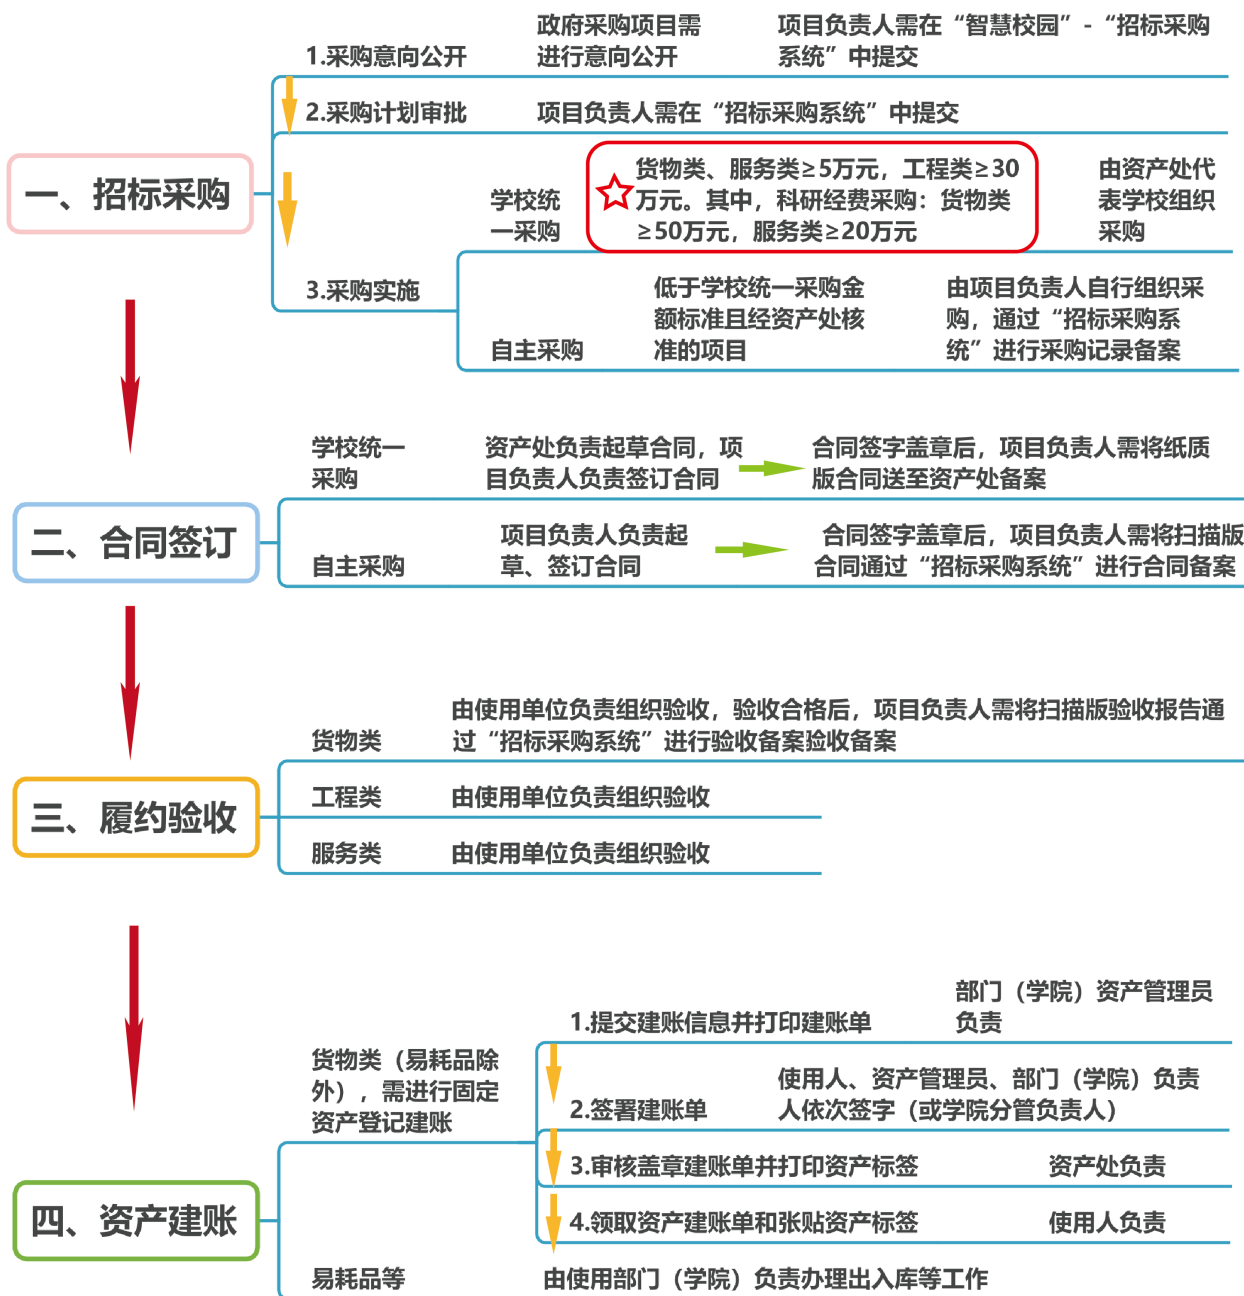 一、招标采购
1.采购意向公开
政府采购项目需
进行意向公开
项目负责人需在“智慧校园”-“招标采购
系统”中提交
2.采购计划审批
项目负责人需在“招标采购系统”中提交
3.采购实施
学校统
一采购
货物类、服务类≥5万元，工程类≥30
万元。其中，科研经费采购：货物类
≥50万元，服务类≥20万元
由资产处代
表学校组织
采购
自主采购
低于学校统一采购金
额标准且经资产处核
准的项目
由项目负责人自行组织采
购，通过“招标采购系
统”进行采购记录备案
二、合同签订
学校统一
采购
资产处负责起草合同，项
目负责人负责签订合同
合同签字盖章后，项目负责人需将纸质
版合同送至资产处备案
自主采购
项目负责人负责起
草、签订合同
合同签字盖章后，项目负责人需将扫描版
合同通过“招标采购系统”进行合同备案
三、履约验收
货物类
由使用单位负责组织验收，验收合格后，项目负责人需将扫描版验收报告通
过“招标采购系统”进行验收备案验收备案
工程类
由使用单位负责组织验收
服务类
由使用单位负责组织验收
四、资产建账
货物类（易耗品除
外），需进行固定
资产登记建账
1.提交建账信息并打印建账单
部门（学院）资产管理员
负责
2.签署建账单
使用人、资产管理员、部门（学院）负责
人依次签字（或学院分管负责人）
3.审核盖章建账单并打印资产标签
资产处负责
4.领取资产建账单和张贴资产标签
使用人负责
易耗品等
由使用部门（学院）负责办理出入库等工作